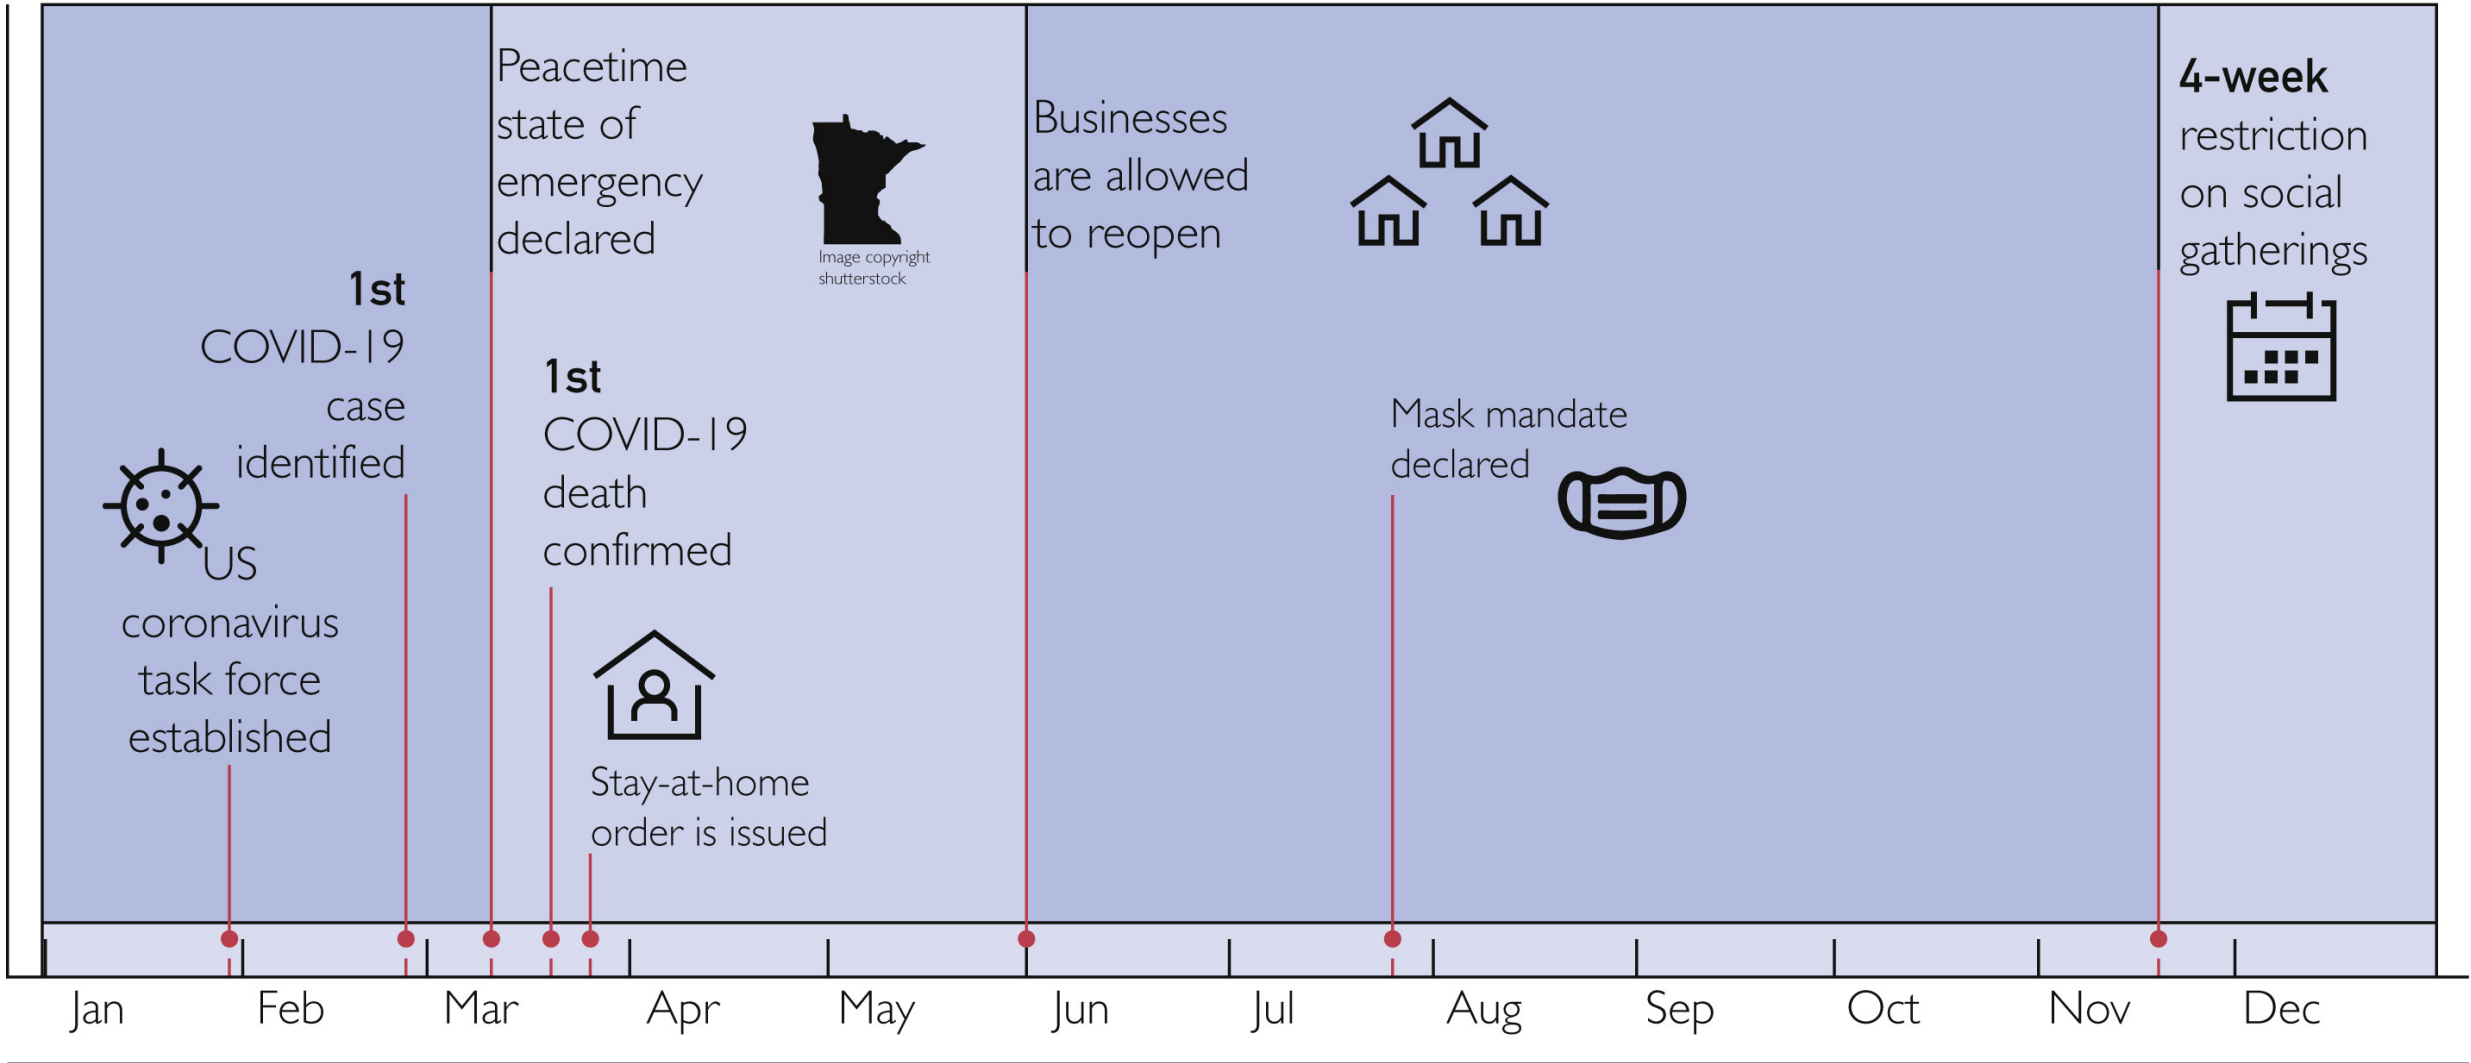 1st
COVID-19
case
identified
US
coronavirus
task force
established
Peacetime
state of
emergency
declared
Image copyright
shutterstock
1st
COVID-19
death
confirmed
Stay-at-home
order is issued
Businesses
are allowed
to reopen
Mask mandate
declared
4-week
restriction
on social
gatherings
Jan Feb Mar Apr May Jun Jul Aug Sep Oct Nov Dec